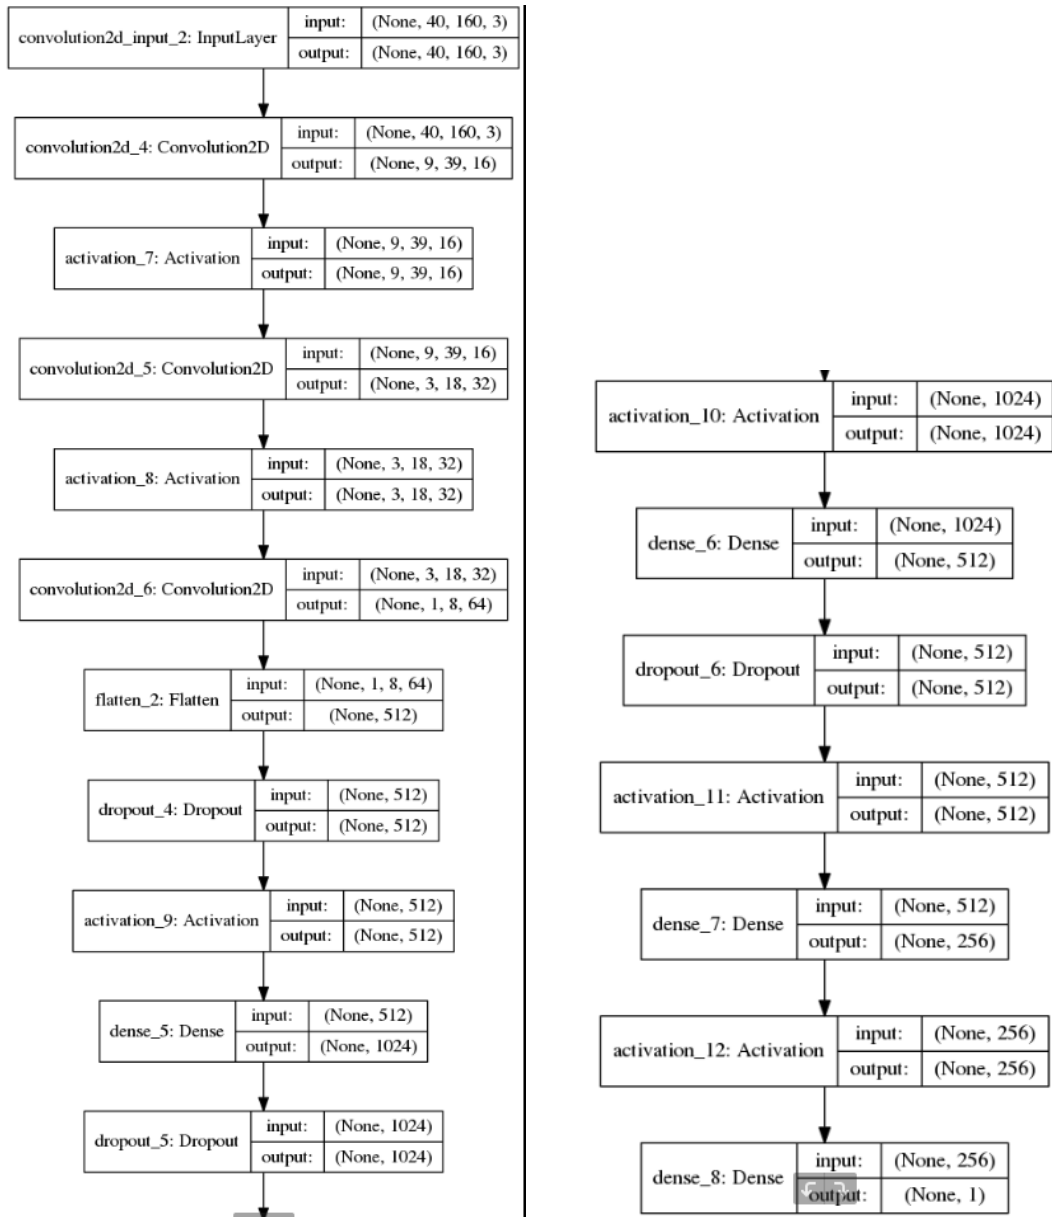 convolution2d_input_2: InputLayer
input: (None, 40, 160, 3)
output: (None, 40, 160, 3)
convolution2d_4: Convolution2D
input: (None, 40, 160, 3)
output: (None, 9, 39, 16)
activation_7: Activation
input: (None, 9, 39, 16)
output: (None, 9, 39, 16)
convolution2d_5: Convolution2D
input: (None, 9, 39, 16)
output: (None, 3, 18, 32)
activation_8: Activation
input: (None, 3, 18, 32)
output: (None, 3, 18, 32)
convolution2d_6: Convolution2D
input: (None, 3, 18, 32)
output: (None, 1, 8, 64)
flatten_2: Flatten
input: (None, 1, 8, 64)
output: (None, 512)
dropout_4: Dropout
input: (None, 512)
output: (None, 512)
activation_9: Activation
input: (None, 512)
output: (None, 512)
dense_5: Dense
input: (None, 512)
output: (None, 1024)
dropout_5: Dropout
input: (None, 1024)
output: (None, 1024)
activation_10: Activation
input: (None, 1024)
output: (None, 1024)
dense_6: Dense
input: (None, 1024)
output: (None, 512)
dropout_6: Dropout
input: (None, 512)
output: (None, 512)
activation_11: Activation
input: (None, 512)
output: (None, 512)
dense_7: Dense
input: (None, 512)
output: (None, 256)
activation_12: Activation
input: (None, 256)
output: (None, 256)
dense_8: Dense
input: (None, 256)
output: (None, 1)